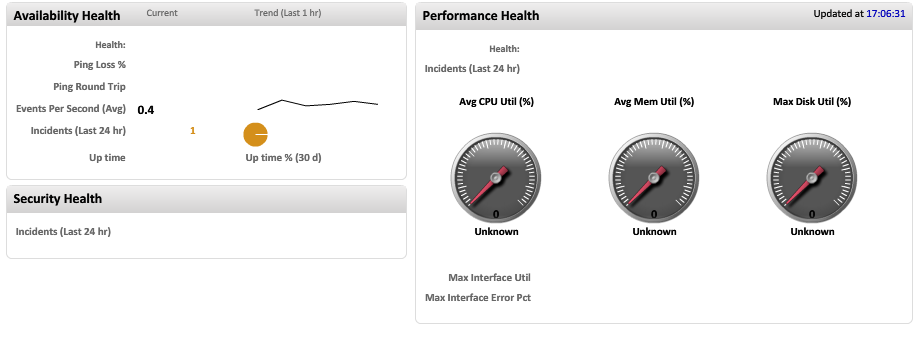 Availability Health Current Trend (Last 1 hr)
Health:
Ping Loss %
Ping Round Trip
Events Per Second (Avg) 0.4
Incidents (Last 24 hr) 1
Up time Up time % (30 d)
Security Health
Incidents (Last 24 hr)
Performance Health Updated at 17:06:31
Health:
Incidents (Last 24 hr)
Avg CPU Util (%) Avg Mem Util (%) Max Disk Util (%)
0 0 0
Unknown Unknown Unknown
Max Interface Util
Max Interface Error Pct